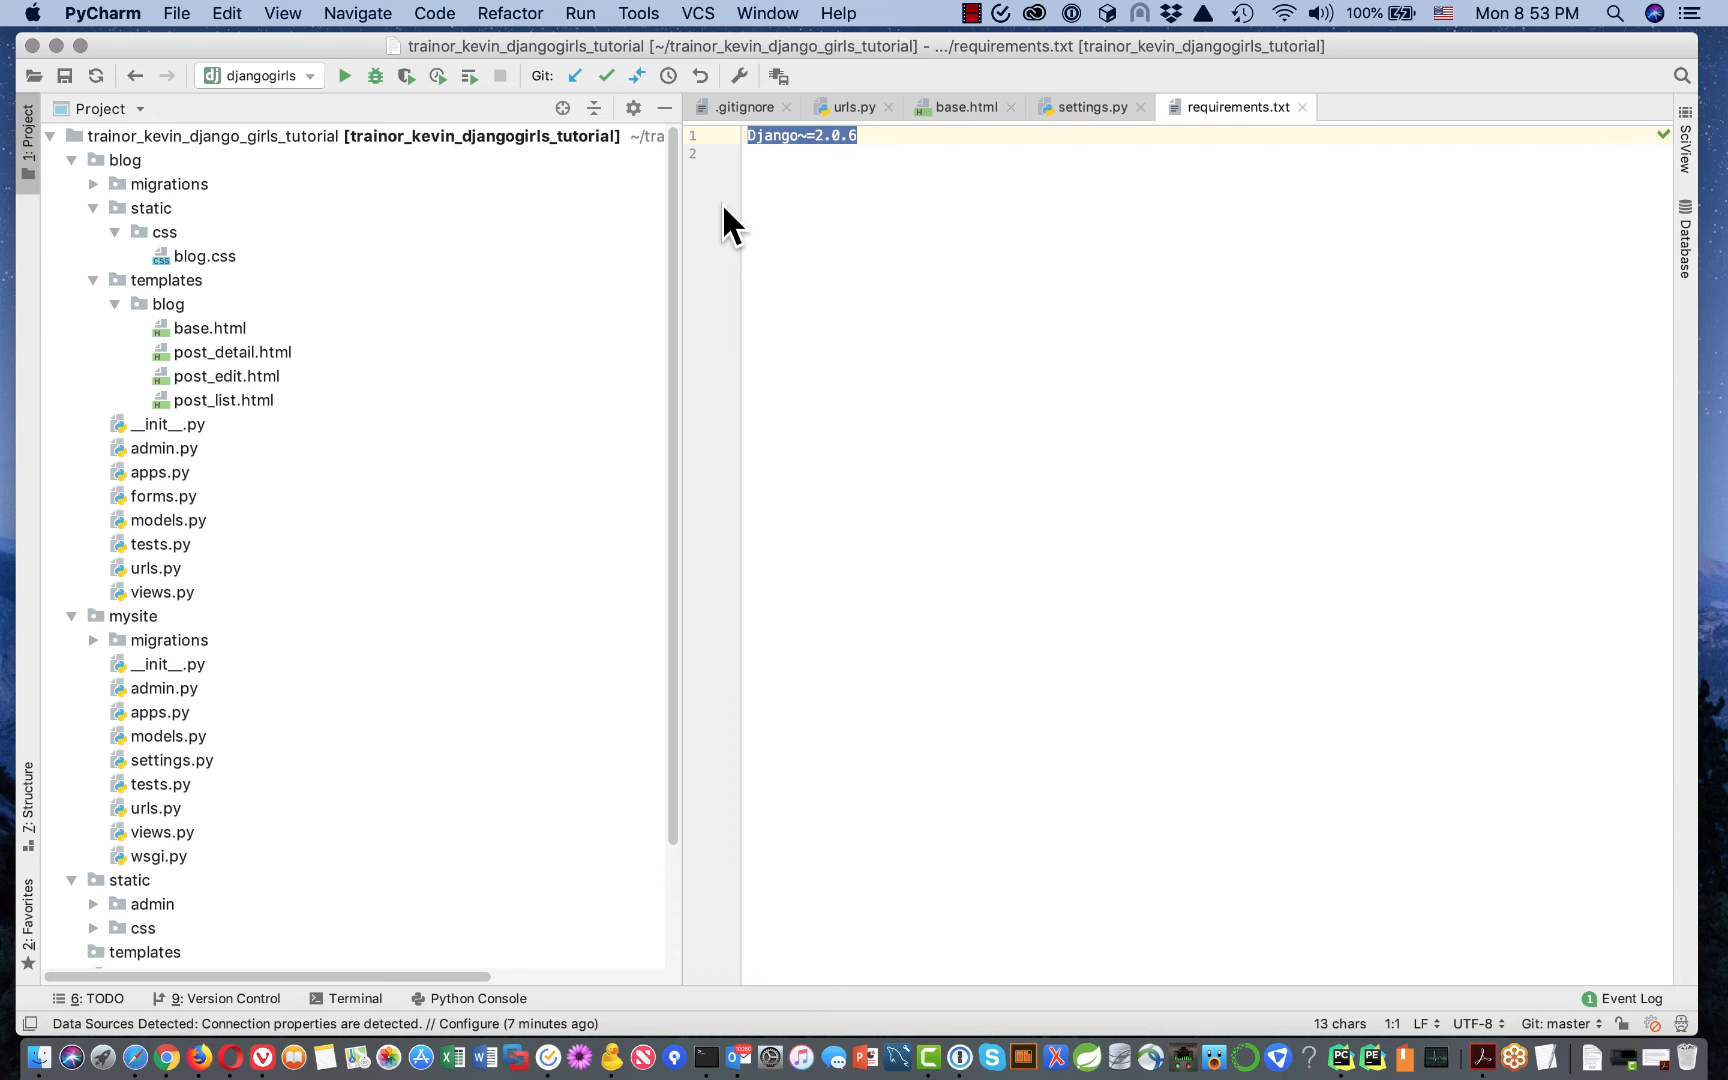 PyCharm File Edit View Navigate Code Refactor Run Tools VCS Window Help 100% Mon 8 53 PM
trainor_kevin_djangogirls_tutorial [~/trainor_kevin_django_girls_tutorial] - .../requirements.txt [trainor_kevin_djangogirls_tutorial]
djangogirls Git:
Project .gitignore urls.py base.html settings.py requirements.txt
1: Project
SciView
Database
trainor_kevin_django_girls_tutorial [trainor_kevin_djangogirls_tutorial] ~/tra
1 Django~=2.0.6
2
blog
migrations
static
css
blog.css
templates
blog
base.html
post_detail.html
post_edit.html
post_list.html
__init__.py
admin.py
apps.py
forms.py
models.py
tests.py
urls.py
views.py
mysite
migrations
__init__.py
admin.py
apps.py
models.py
settings.py
tests.py
urls.py
views.py
wsgi.py
static
admin
css
templates
Z: Structure
2: Favorites
6: TODO 9: Version Control Terminal Python Console 1 Event Log
Data Sources Detected: Connection properties are detected. // Configure (7 minutes ago) 13 chars 1:1 LF UTF-8 Git: master